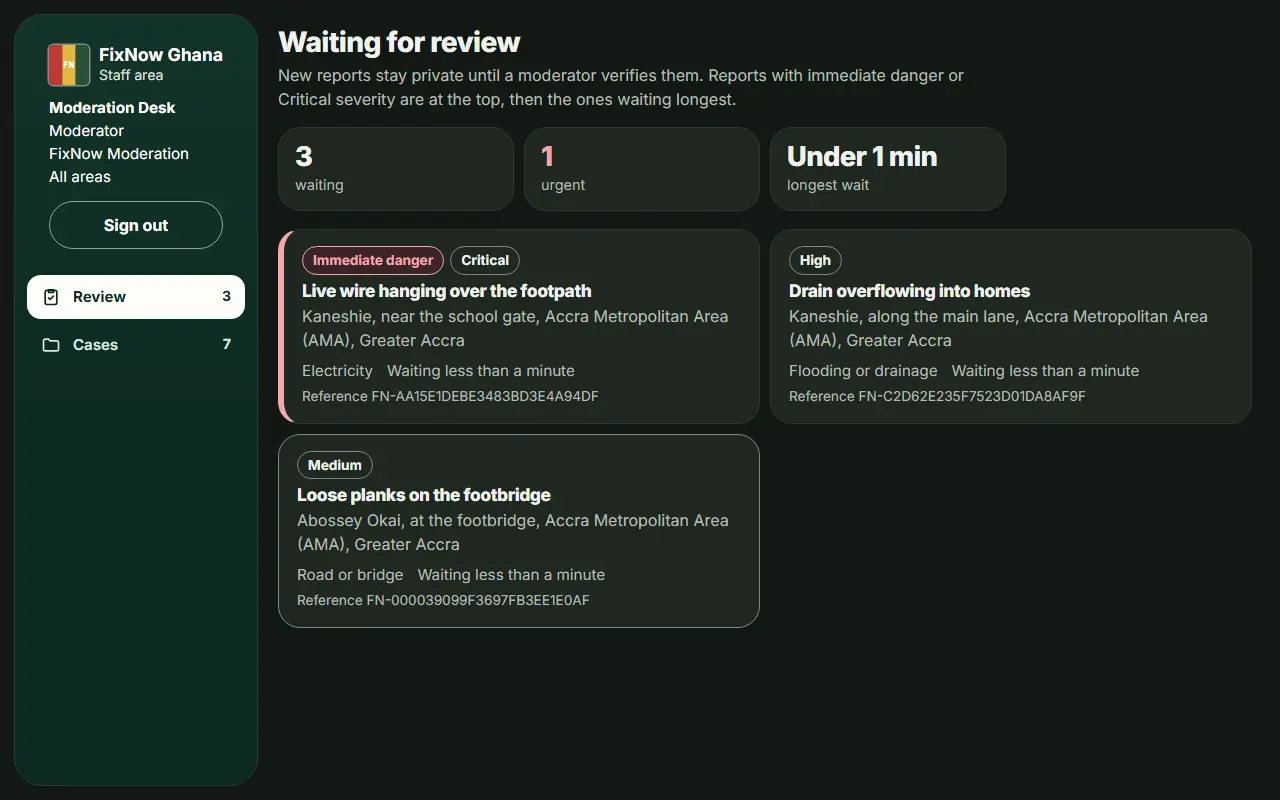 FN
FixNow Ghana
Staff area
Moderation Desk
Moderator
FixNow Moderation
All areas
Sign out
Review 3
Cases 7
Waiting for review
New reports stay private until a moderator verifies them. Reports with immediate danger or
Critical severity are at the top, then the ones waiting longest.
3
waiting
1
urgent
Under 1 min
longest wait
Immediate danger Critical
Live wire hanging over the footpath
Kaneshie, near the school gate, Accra Metropolitan Area
(AMA), Greater Accra
Electricity Waiting less than a minute
Reference FN-AA15E1DEBE3483BD3E4A94DF
High
Drain overflowing into homes
Kaneshie, along the main lane, Accra Metropolitan Area
(AMA), Greater Accra
Flooding or drainage Waiting less than a minute
Reference FN-C2D62E235F7523D01DA8AF9F
Medium
Loose planks on the footbridge
Abossey Okai, at the footbridge, Accra Metropolitan Area
(AMA), Greater Accra
Road or bridge Waiting less than a minute
Reference FN-000039099F3697FB3EE1E0AF